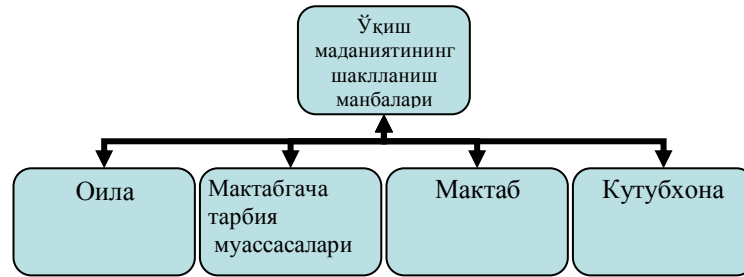 Ўқиш
маданиятининг
шаклланиш
манбалари
Оила
Мактабгача
тарбия
муассасалари
Мактаб
Кутубхона